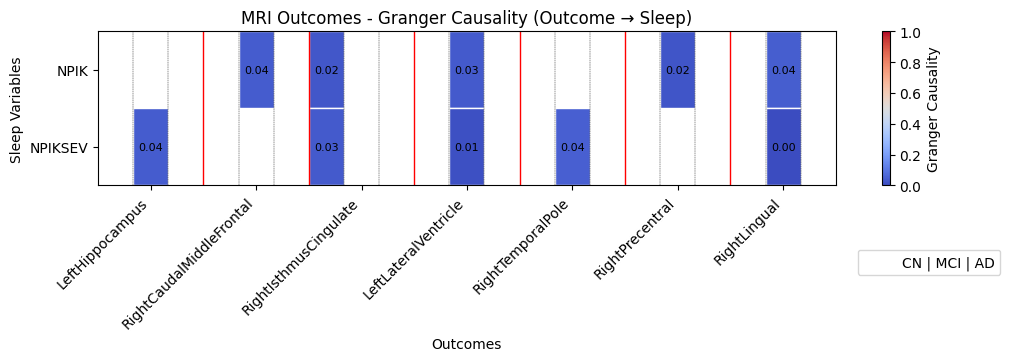 MRI Outcomes - Granger Causality (Outcome → Sleep)
Sleep Variables
NPIK
NPIKSEV
0.04
0.02
0.03
0.02
0.04
0.04
0.03
0.01
0.04
0.00
LeftHippocampus
RightCaudalMiddleFrontal
RightIsthmusCingulate
LeftLateralVentricle
RightTemporalPole
RightPrecentral
RightLingual
Outcomes
1.0
0.8
0.6
0.4
0.2
0.0
Granger Causality
CN | MCI | AD